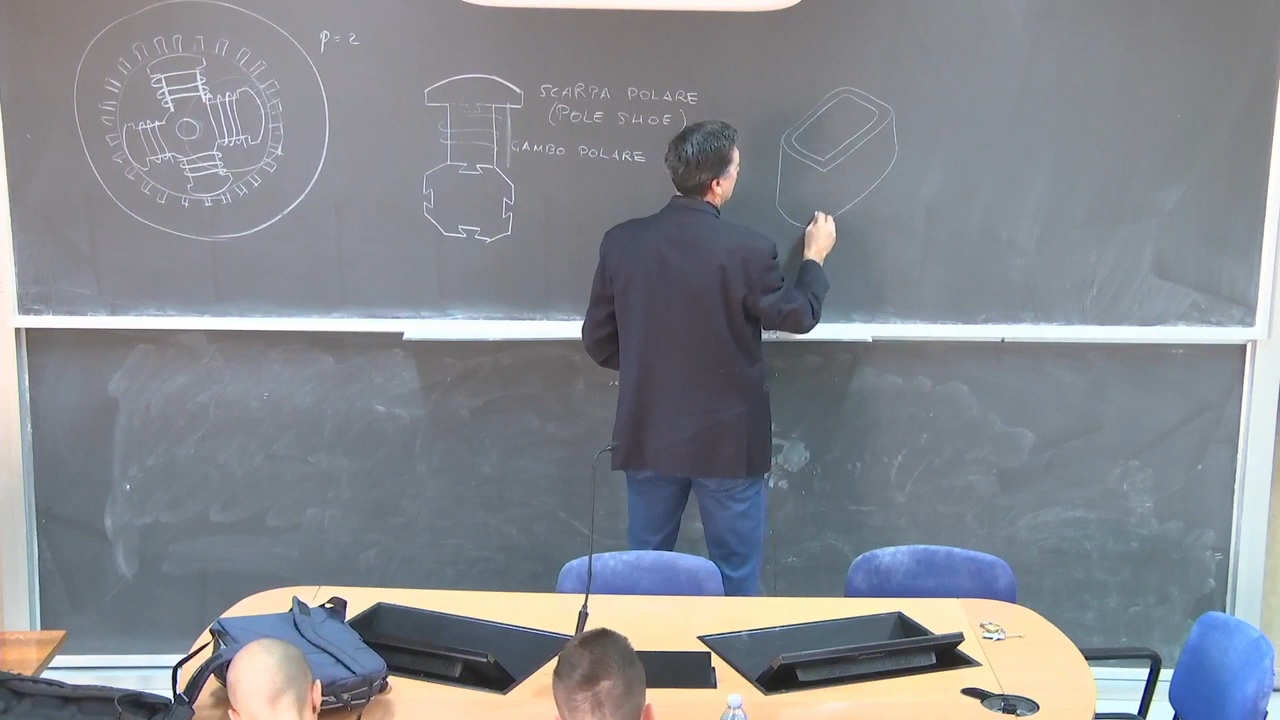 p = 2
SCARPA POLARE
(POLE SHOE)
GAMBO POLARE